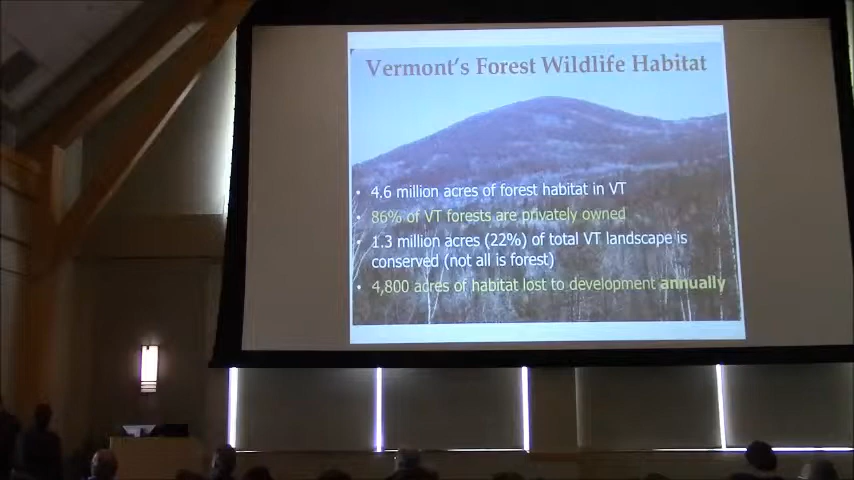 Vermont's Forest Wildlife Habitat
• 4.6 million acres of forest habitat in VT
• 86% of VT forests are privately owned
• 1.3 million acres (22%) of total VT landscape is
conserved (not all is forest)
• 4,800 acres of habitat lost to development annually